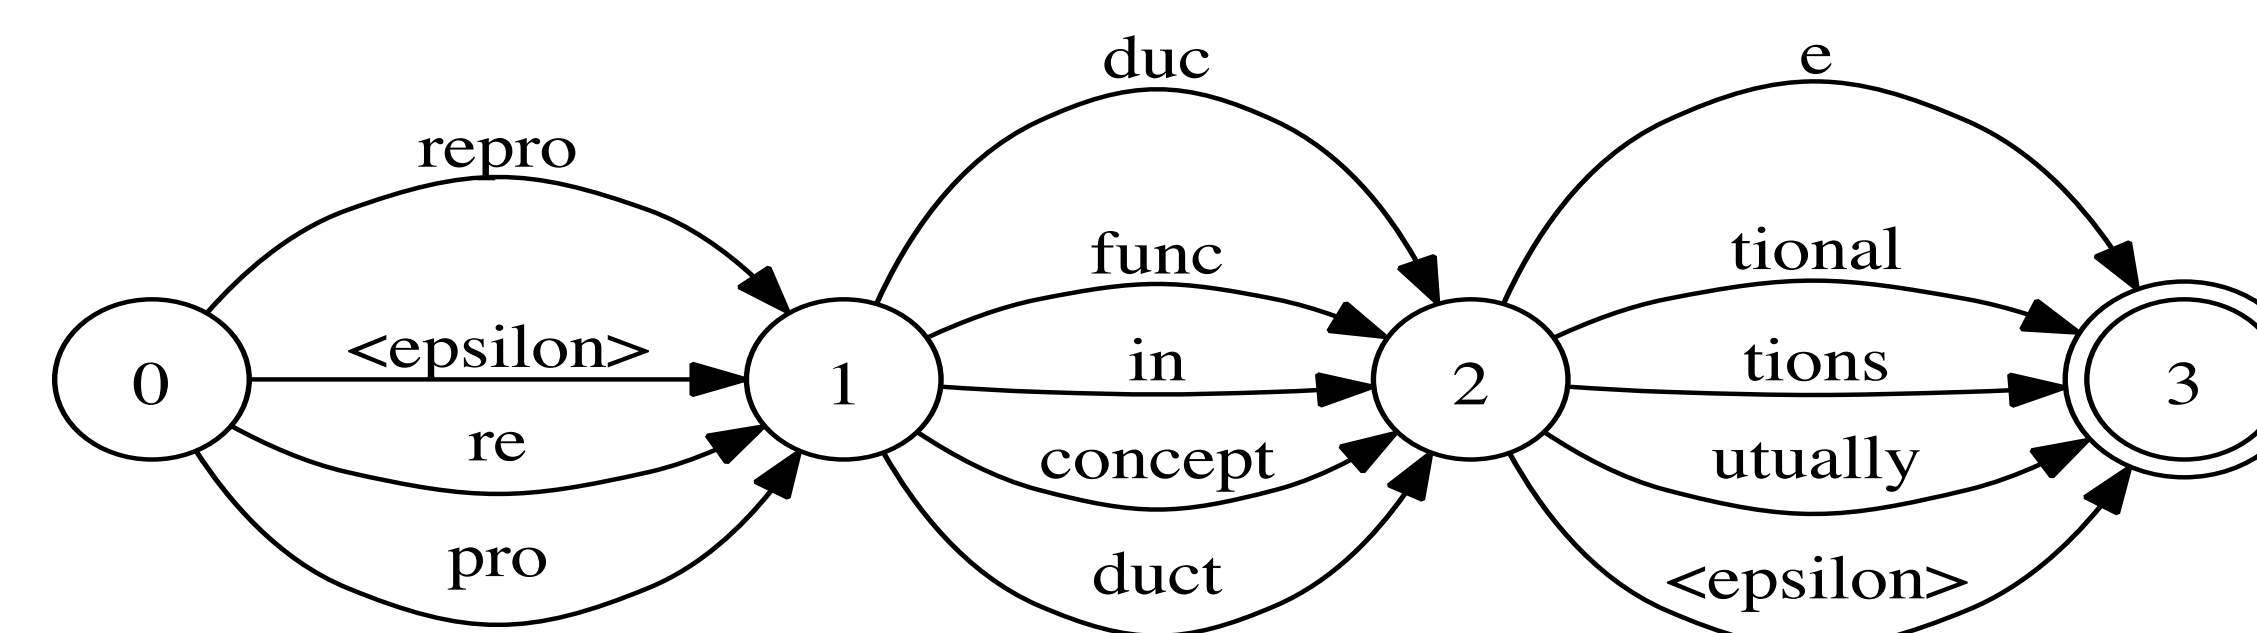 duc
e
repro
func
tional
<epsilon>
in
tions
0
1
2
3
re
concept
utually
pro
duct
<epsilon>